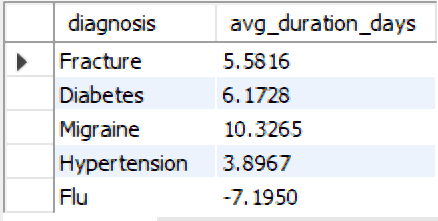 diagnosis avg_duration_days
Fracture 5.5816
Diabetes 6.1728
Migraine 10.3265
Hypertension 3.8967
Flu -7.1950